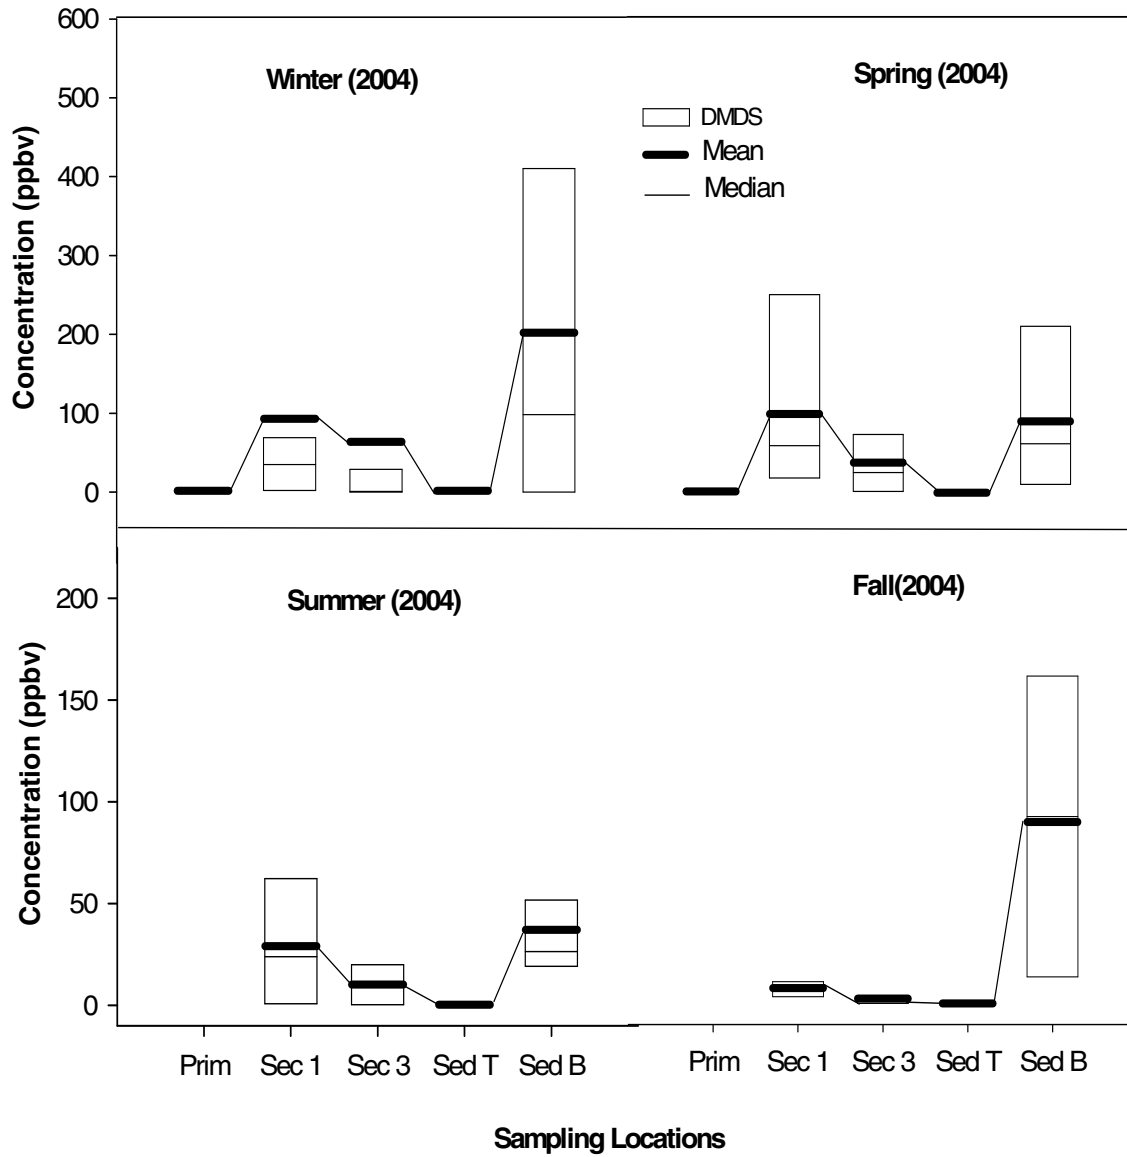 600
500
400
300
200
100
0
Concentration (ppbv)
Winter (2004)
Spring (2004)
DMDS
Mean
Median
200
150
100
50
0
Concentration (ppbv)
Summer (2004)
Fall(2004)
Prim Sec 1 Sec 3 Sed T Sed B
Prim Sec 1 Sec 3 Sed T Sed B
Sampling Locations